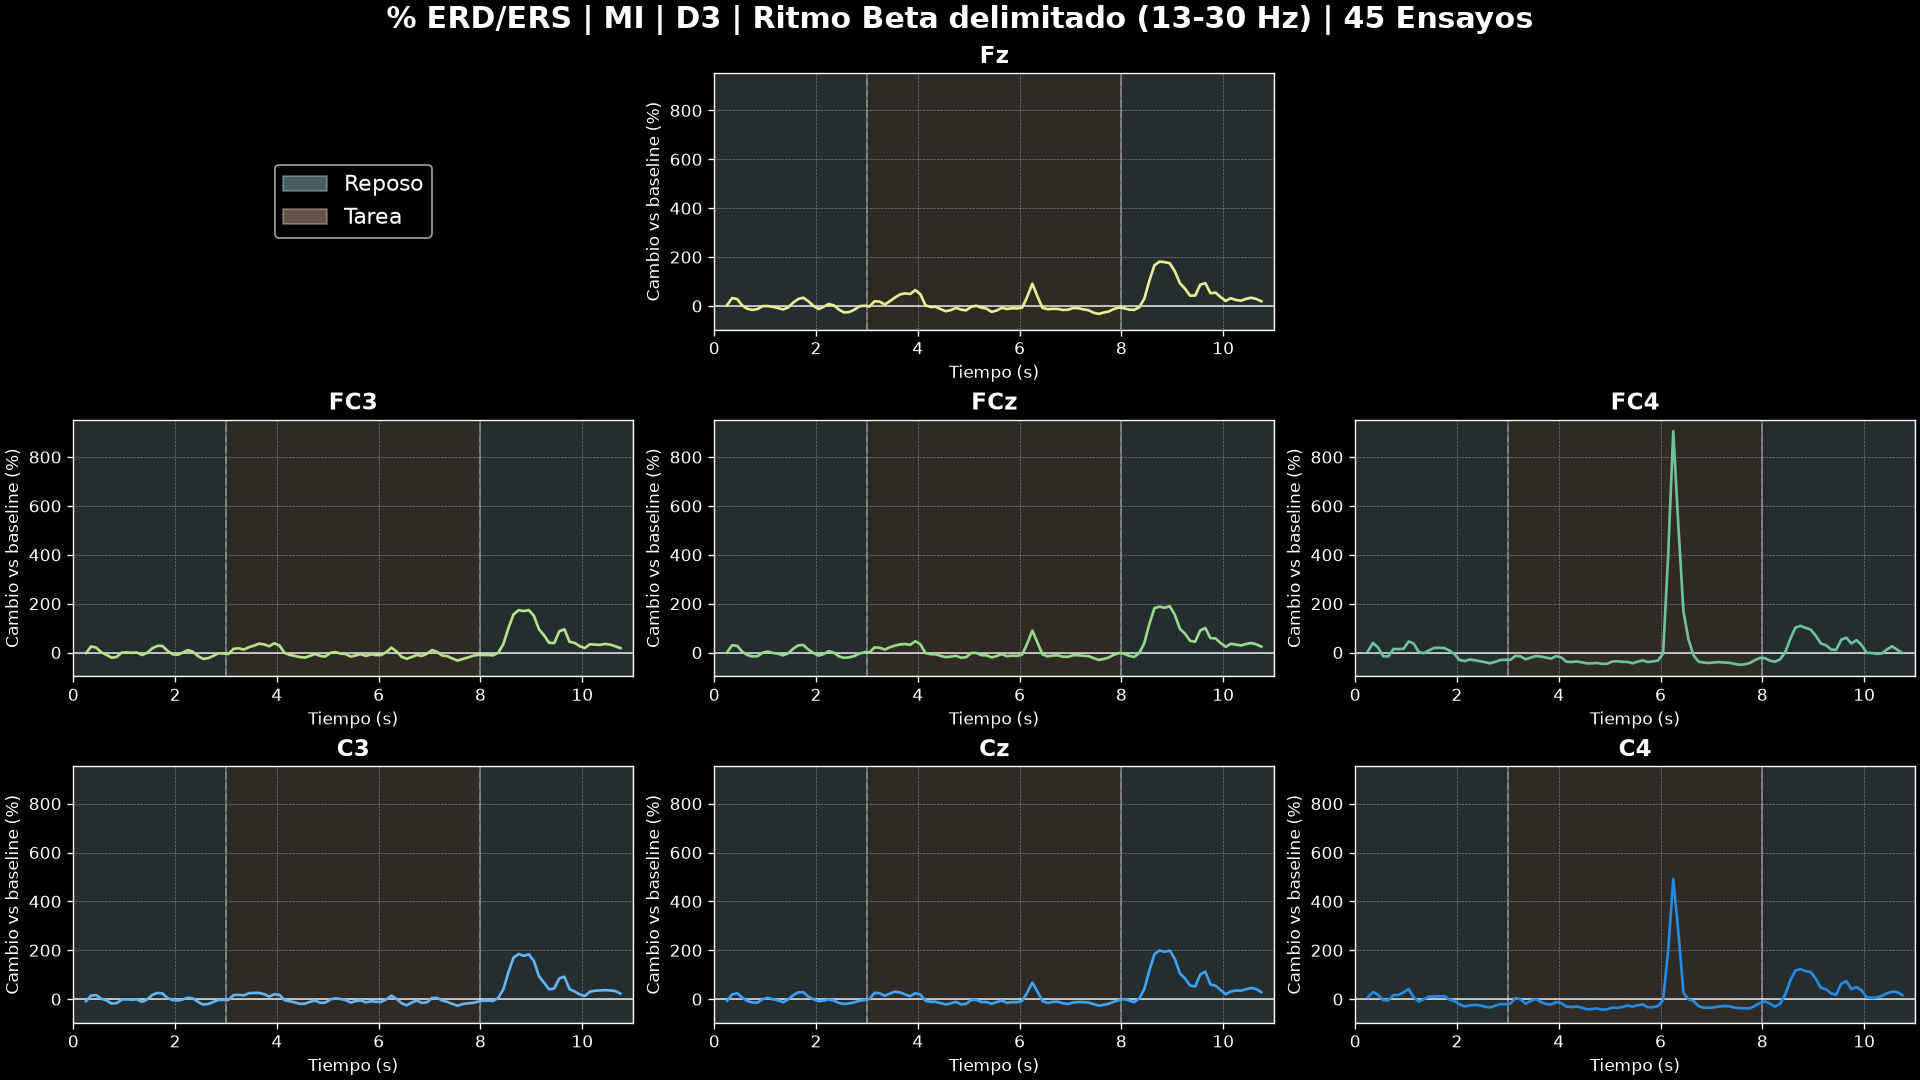 % ERD/ERS | MI | D3 | Ritmo Beta delimitado (13-30 Hz) | 45 Ensayos
Reposo
Tarea
Fz
Cambio vs baseline (%)
800
600
400
200
0
0 2 4 6 8 10
Tiempo (s)
FC3
Cambio vs baseline (%)
800
600
400
200
0
0 2 4 6 8 10
Tiempo (s)
FCz
Cambio vs baseline (%)
800
600
400
200
0
0 2 4 6 8 10
Tiempo (s)
FC4
Cambio vs baseline (%)
800
600
400
200
0
0 2 4 6 8 10
Tiempo (s)
C3
Cambio vs baseline (%)
800
600
400
200
0
0 2 4 6 8 10
Tiempo (s)
Cz
Cambio vs baseline (%)
800
600
400
200
0
0 2 4 6 8 10
Tiempo (s)
C4
Cambio vs baseline (%)
800
600
400
200
0
0 2 4 6 8 10
Tiempo (s)